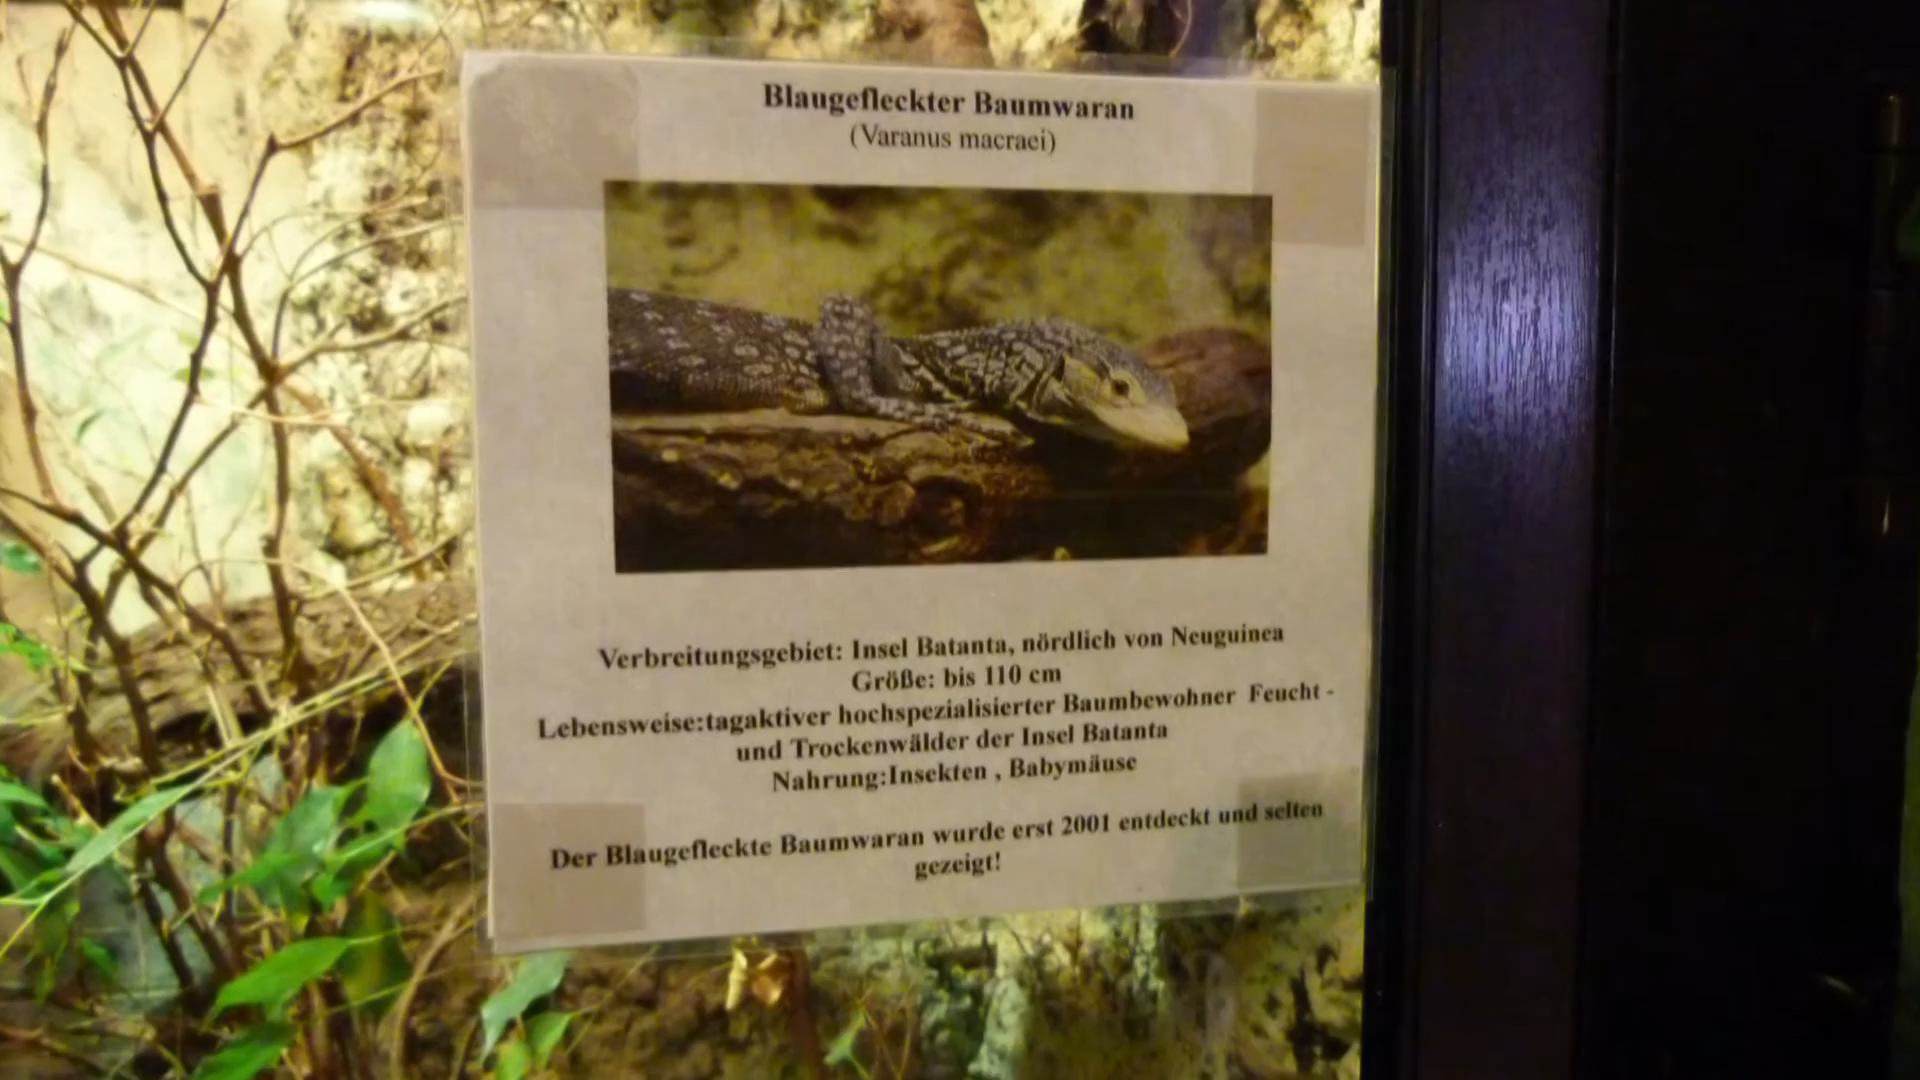 Blaugefleckter Baumwaran
(Varanus macraei)
Verbreitungsgebiet: Insel Batanta, nördlich von Neuguinea
Größe: bis 110 cm
Lebensweise:tagaktiver hochspezialisierter Baumbewohner Feucht -
und Trockenwälder der Insel Batanta
Nahrung:Insekten , Babymäuse
Der Blaugefleckte Baumwaran wurde erst 2001 entdeckt und selten
gezeigt!